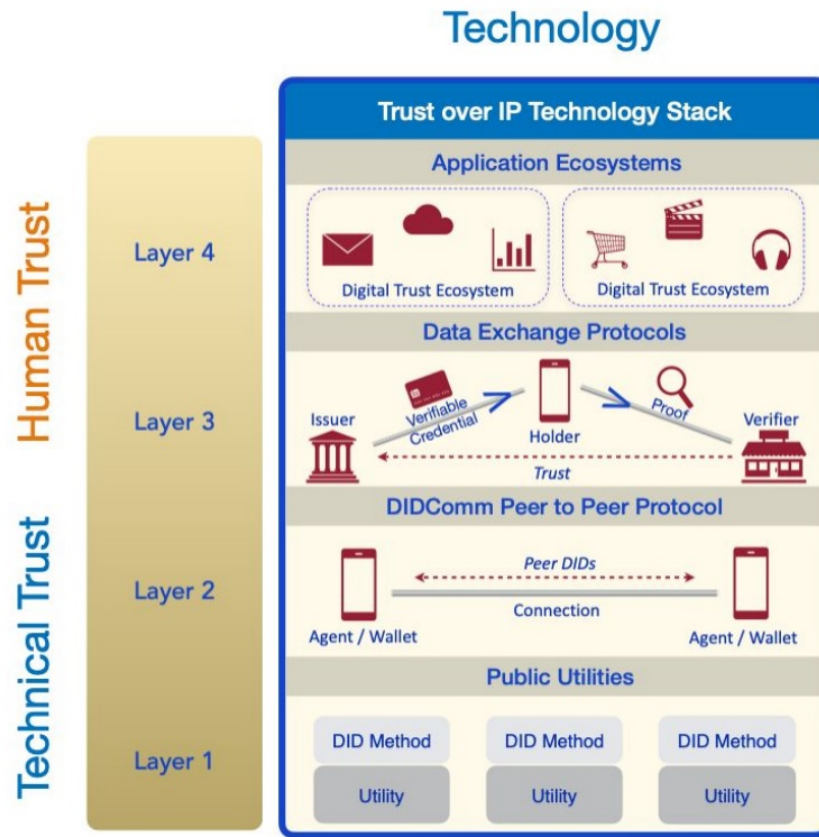 Technology
Trust over IP Technology Stack
Human Trust
Technical Trust
Application Ecosystems
Layer 4
Digital Trust Ecosystem
Digital Trust Ecosystem
Data Exchange Protocols
Layer 3
Issuer
Verifiable
Credential
Holder
Proof
Verifier
Trust
DIDComm Peer to Peer Protocol
Layer 2
Peer DIDs
Connection
Agent / Wallet
Agent / Wallet
Public Utilities
Layer 1
DID Method
DID Method
DID Method
Utility
Utility
Utility